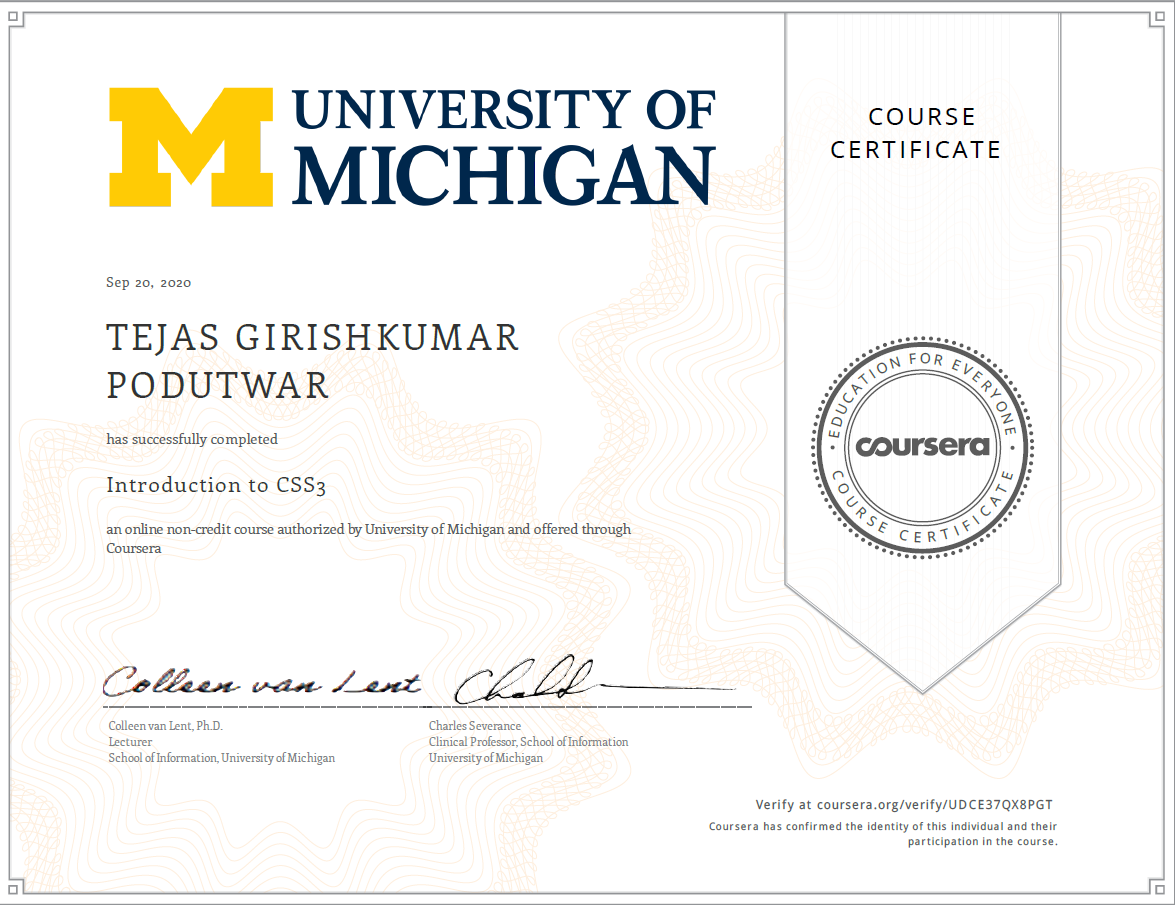 UNIVERSITY OF
MICHIGAN
COURSE
CERTIFICATE
Sep 20, 2020
TEJAS GIRISHKUMAR
PODUTWAR
has successfully completed
Introduction to CSS3
an online non-credit course authorized by University of Michigan and offered through
Coursera
EDUCATION FOR EVERYONE
coursera
COURSE CERTIFICATE
Colleen van Lent
Colleen van Lent, Ph.D.
Lecturer
School of Information, University of Michigan
Charles Severance
Clinical Professor, School of Information
University of Michigan
Verify at coursera.org/verify/UDCE37QX8PGT
Coursera has confirmed the identity of this individual and their
participation in the course.